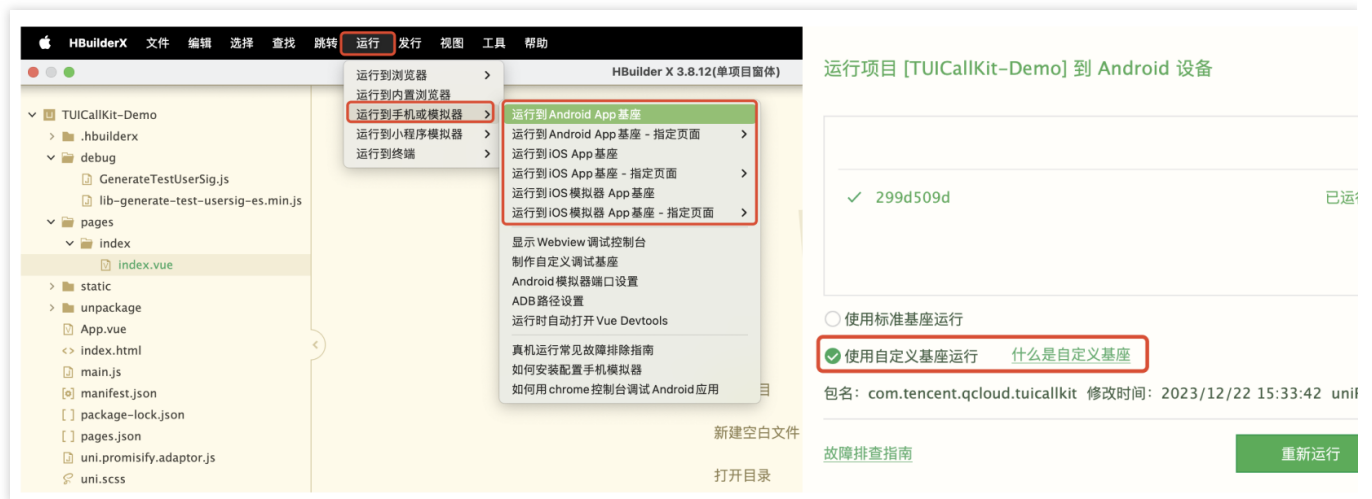 HBuilderX 文件 编辑 选择 查找 跳转 运行 发行 视图 工具 帮助
HBuilder X 3.8.12(单项目窗体)
TUICallKit-Demo
.hbuilderx
debug
GenerateTestUserSig.js
lib-generate-test-usersig-es.min.js
pages
index
index.vue
static
unpackage
App.vue
index.html
main.js
manifest.json
package-lock.json
pages.json
uni.promisify.adaptor.js
uni.scss
运行到浏览器
运行到内置浏览器
运行到手机或模拟器
运行到小程序模拟器
运行到终端
运行到Android App基座
运行到Android App基座 - 指定页面
运行到iOS App基座
运行到iOS App基座 - 指定页面
运行到iOS模拟器 App基座
运行到iOS模拟器 App基座 - 指定页面
显示Webview调试控制台
制作自定义调试基座
Android模拟器端口设置
ADB路径设置
运行时自动打开Vue Devtools
真机运行常见故障排除指南
如何安装配置手机模拟器
如何用chrome控制台调试Android应用
目
新建空白文件
打开目录
运行项目 [TUICallKit-Demo] 到 Android 设备
299d509d 已运
使用标准基座运行
使用自定义基座运行 什么是自定义基座
包名：com.tencent.qcloud.tuicallkit 修改时间：2023/12/22 15:33:42
故障排查指南 重新运行